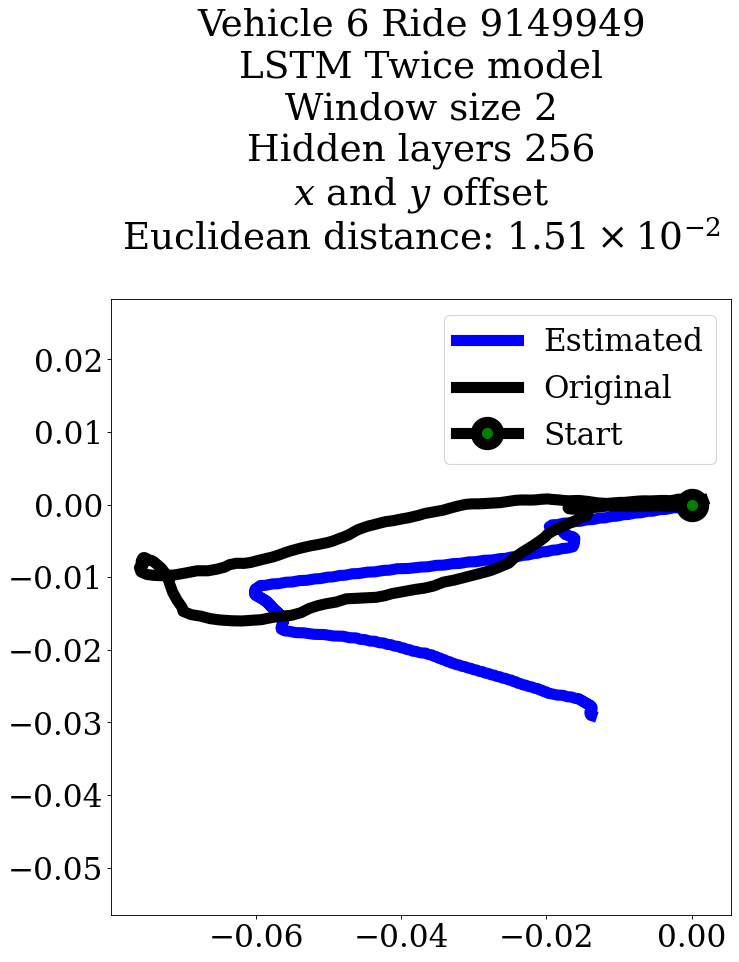 Vehicle 6 Ride 9149949
LSTM Twice model
Window size 2
Hidden layers 256
x and y offset
Euclidean distance: 1.51 × 10⁻²
Estimated
Original
Start
0.02
0.01
0.00
−0.01
−0.02
−0.03
−0.04
−0.05
−0.06 −0.04 −0.02 0.00